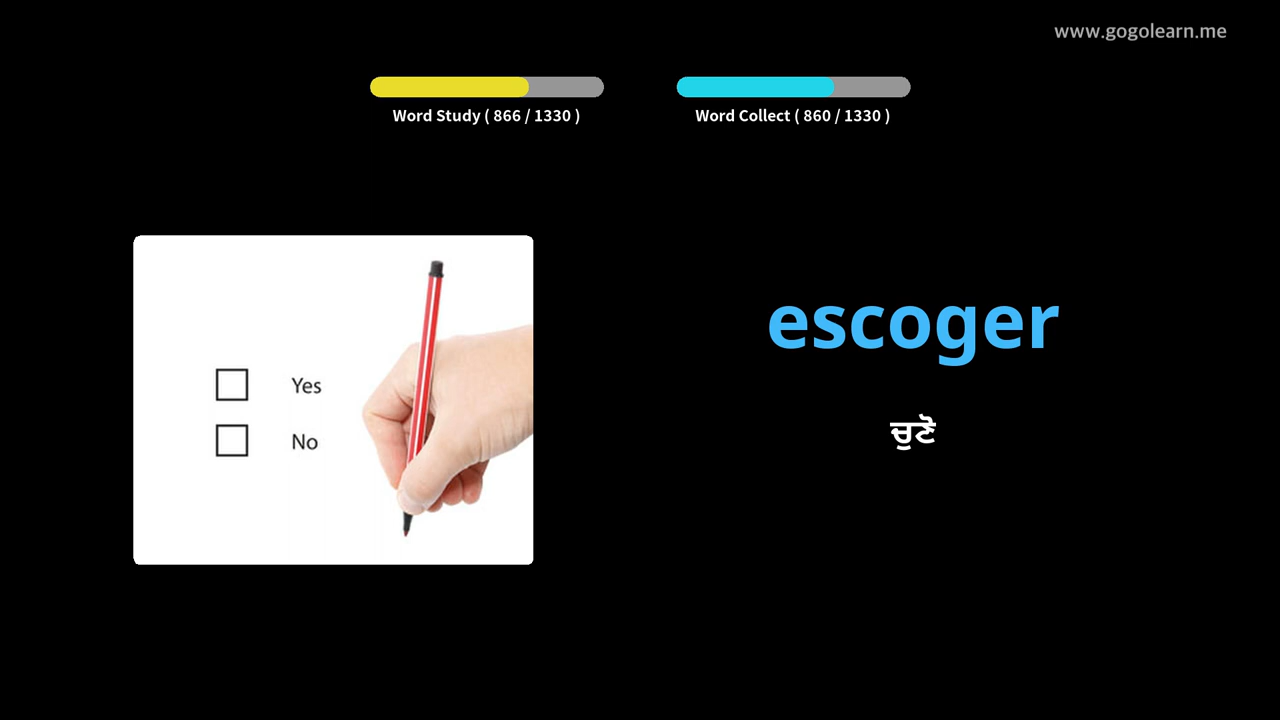 www.gogolearn.me
Word Study ( 866 / 1330 )
Word Collect ( 860 / 1330 )
Yes
No
escoger
ਚੁਣੋ